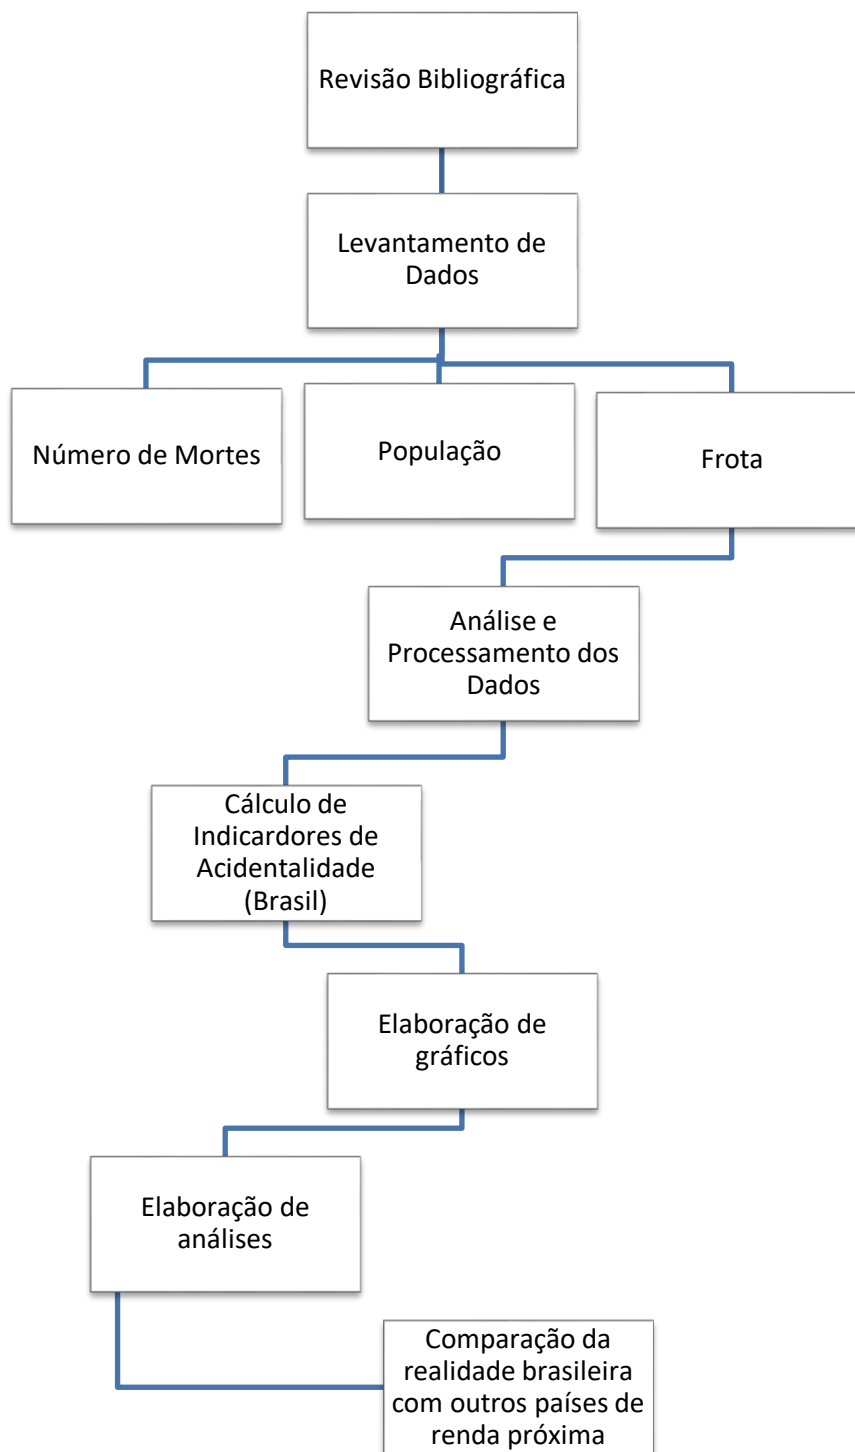 Revisão Bibliográfica
Levantamento de
Dados
Número de Mortes
População
Frota
Análise e
Processamento dos
Dados
Cálculo de
Indicardores de
Acidentalidade
(Brasil)
Elaboração de
gráficos
Elaboração de
análises
Comparação da
realidade brasileira
com outros países de
renda próxima